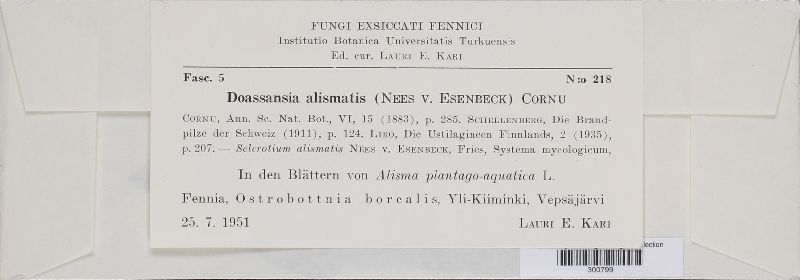 FUNGI EXSICCATI FENNICI
Institutio Botanica Universitatis Turkuensis
Ed. cur. LAURI E. KARI
Fasc. 5 N:o 218
Doassansia alismatis (NEES V. ESENBECK) CORNU
CORNU, Ann. Sc. Nat. Bot., VI, 15 (1883), p. 285. SCHELLENBERG, Die Brand-
pilze der Schweiz (1911), p. 124. LIRO, Die Ustilagineen Finnlands, 2 (1935),
p. 207. — Sclerotium alismatis NEES V. ESENBECK, Fries, Systema mycologicum,
In den Blättern von Alisma plantago-aquatica L.
Fennia, Ostrobottnia borealis, Yli-Kiiminki, Vepsäjärvi
25. 7. 1951 LAURI E. KARI
300799